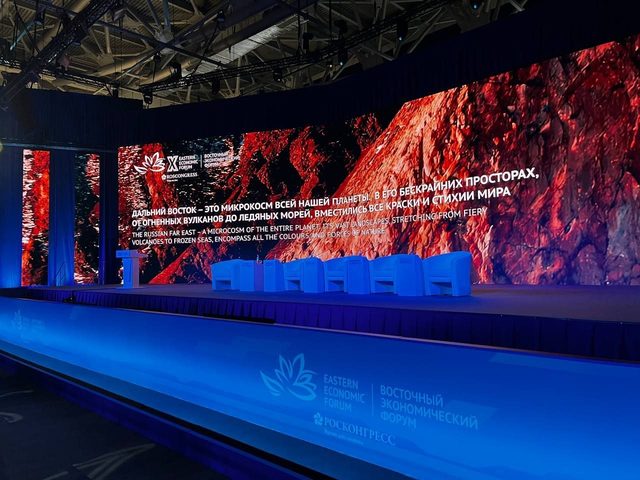 X
EASTERN
ECONOMIC
FORUM
ROSCONGRESS
ВОСТОЧНЫЙ
ЭКОНОМИЧЕСКИЙ
ФОРУМ
ДАЛЬНИЙ ВОСТОК – ЭТО МИКРОКОСМ ВСЕЙ НАШЕЙ ПЛАНЕТЫ. В ЕГО БЕСКРАЙНИХ ПРОСТОРАХ,
ОТ ОГНЕННЫХ ВУЛКАНОВ ДО ЛЕДЯНЫХ МОРЕЙ, ВМЕСТИЛИСЬ ВСЕ КРАСКИ И СТИХИИ МИРА
THE RUSSIAN FAR EAST – A MICROCOSM OF THE ENTIRE PLANET. ITS VAST LANDSCAPES, STRETCHING FROM FIERY
VOLCANOES TO FROZEN SEAS, ENCOMPASS ALL THE COLOURS AND FORCES OF NATURE
EASTERN
ECONOMIC
FORUM
ВОСТОЧНЫЙ
ЭКОНОМИЧЕСКИЙ
ФОРУМ
РОСКОНГРЕСС